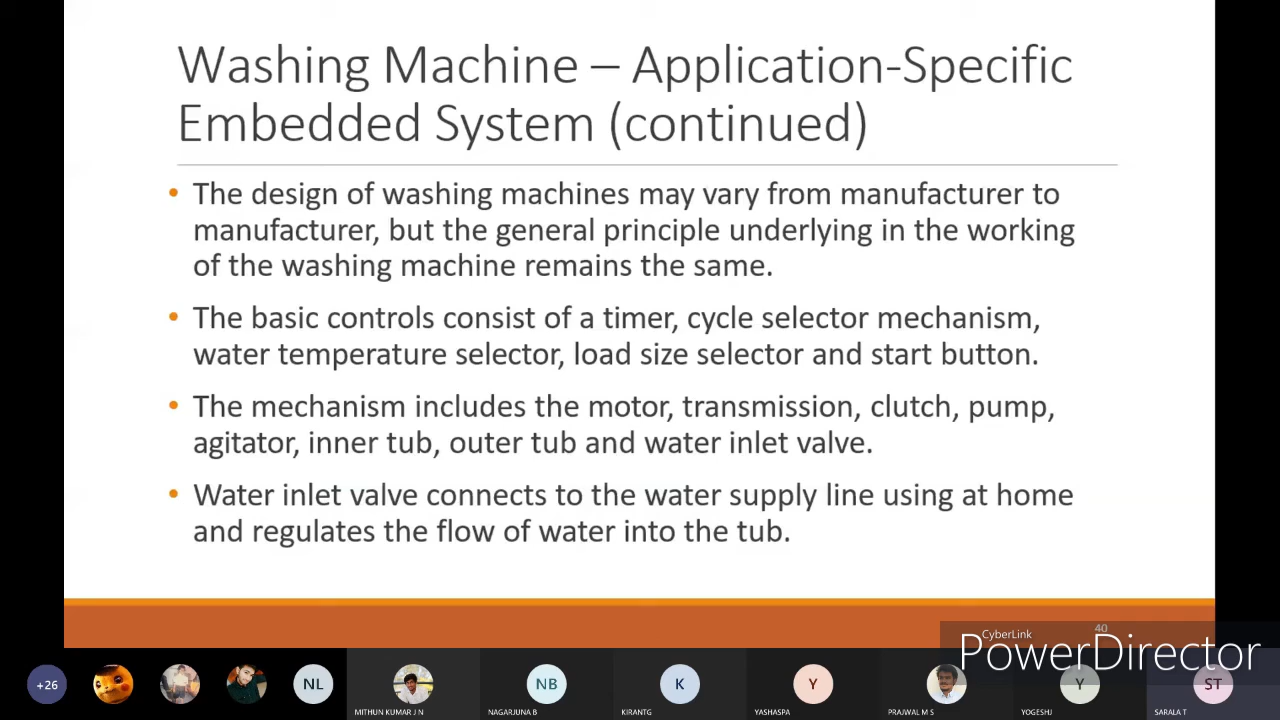 Washing Machine – Application-Specific
Embedded System (continued)
• The design of washing machines may vary from manufacturer to
manufacturer, but the general principle underlying in the working
of the washing machine remains the same.
• The basic controls consist of a timer, cycle selector mechanism,
water temperature selector, load size selector and start button.
• The mechanism includes the motor, transmission, clutch, pump,
agitator, inner tub, outer tub and water inlet valve.
• Water inlet valve connects to the water supply line using at home
and regulates the flow of water into the tub.
40
CyberLink
PowerDirector
+26
NL
NB
K
Y
Y
ST
MITHUN KUMAR J N
NAGARJUNA B
KIRANTG
YASHASPA
PRAJWAL M S
YOGESHJ
SARALA T